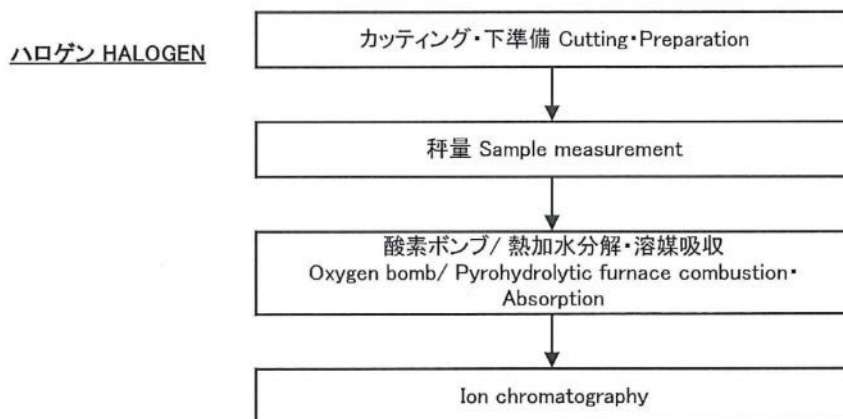 ハロゲン HALOGEN
カッティング・下準備 Cutting・Preparation
秤量 Sample measurement
酸素ボンブ/ 熱加水分解・溶媒吸収
Oxygen bomb/ Pyrohydrolytic furnace combustion・
Absorption
Ion chromatography